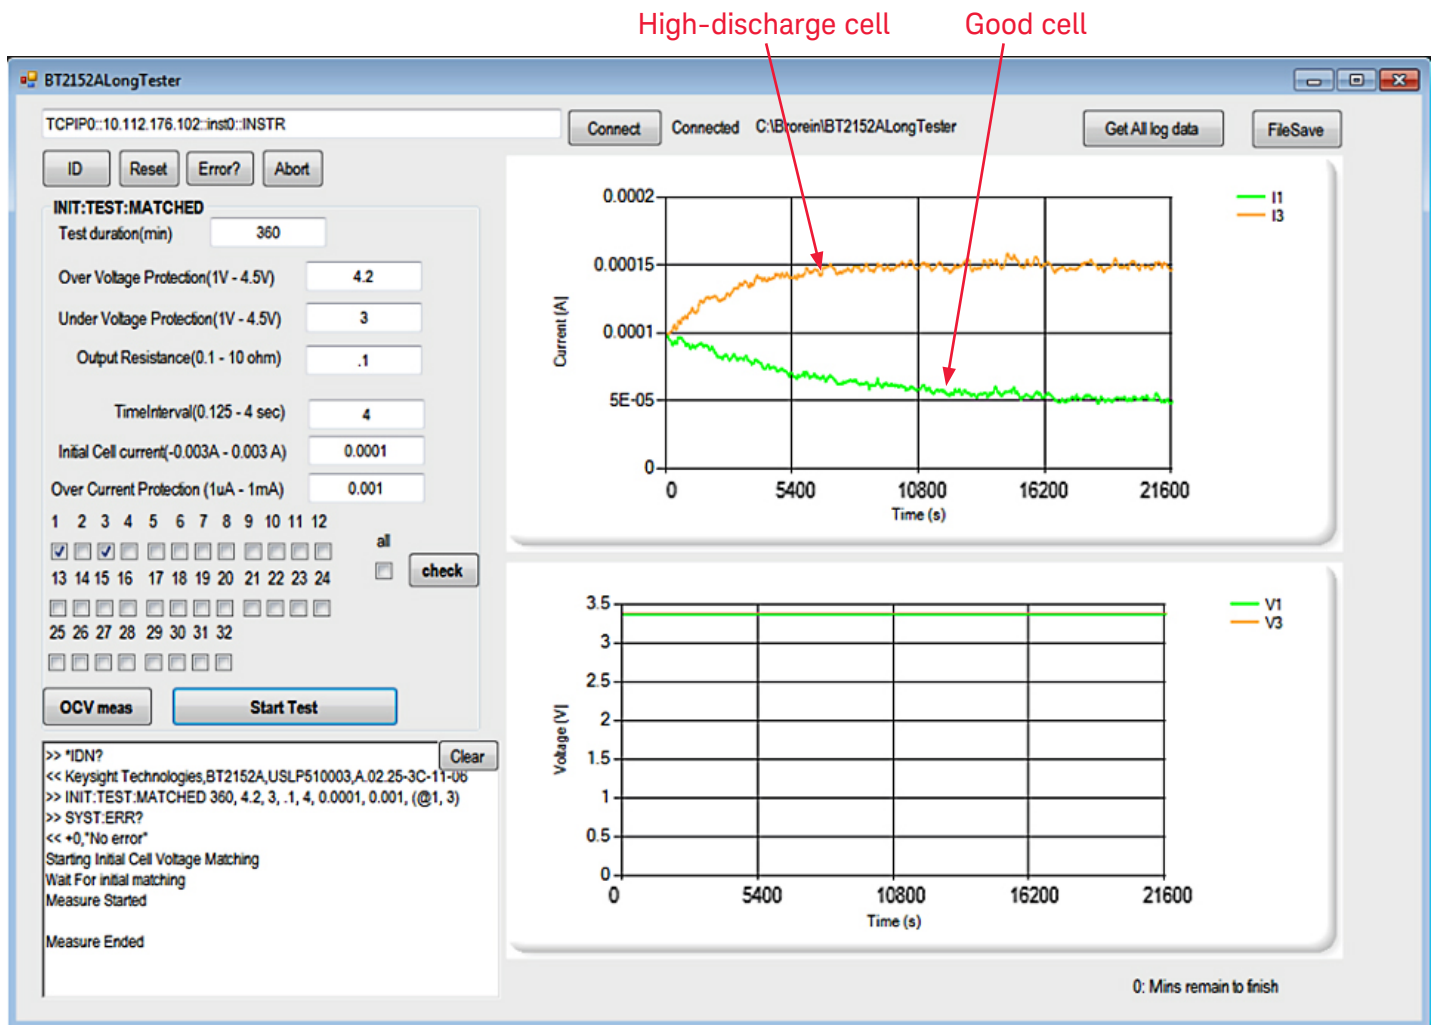 High-discharge cell Good cell
BT2152ALongTester
TCPIP0::10.112.176.102::inst0::INSTR Connect Connected C:\Brorein\BT2152ALongTester Get All log data FileSave
ID Reset Error? Abort
INIT:TEST:MATCHED
Test duration(min) 360
Over Voltage Protection(1V - 4.5V) 4.2
Under Voltage Protection(1V - 4.5V) 3
Output Resistance(0.1 - 10 ohm) .1
TimeInterval(0.125 - 4 sec) 4
Initial Cell current(-0.003A - 0.003 A) 0.0001
Over Current Protection (1uA - 1mA) 0.001
1 2 3 4 5 6 7 8 9 10 11 12
all
check
13 14 15 16 17 18 19 20 21 22 23 24
25 26 27 28 29 30 31 32
OCV meas Start Test
Clear
>> *IDN?
<< Keysight Technologies,BT2152A,USLP510003,A.02.25-3C-11-06
>> INIT:TEST:MATCHED 360, 4.2, 3, .1, 4, 0.0001, 0.001, (@1, 3)
>> SYST:ERR?
<< +0,"No error"
Starting Initial Cell Voltage Matching
Wait For initial matching
Measure Started
Measure Ended
0.0002
0.00015
0.0001
5E-05
0
Current [A]
0 5400 10800 16200 21600
Time (s)
I1
I3
3.5
3
2.5
2
1.5
1
0.5
0
Voltage [V]
0 5400 10800 16200 21600
Time (s)
V1
V3
0: Mins remain to finish